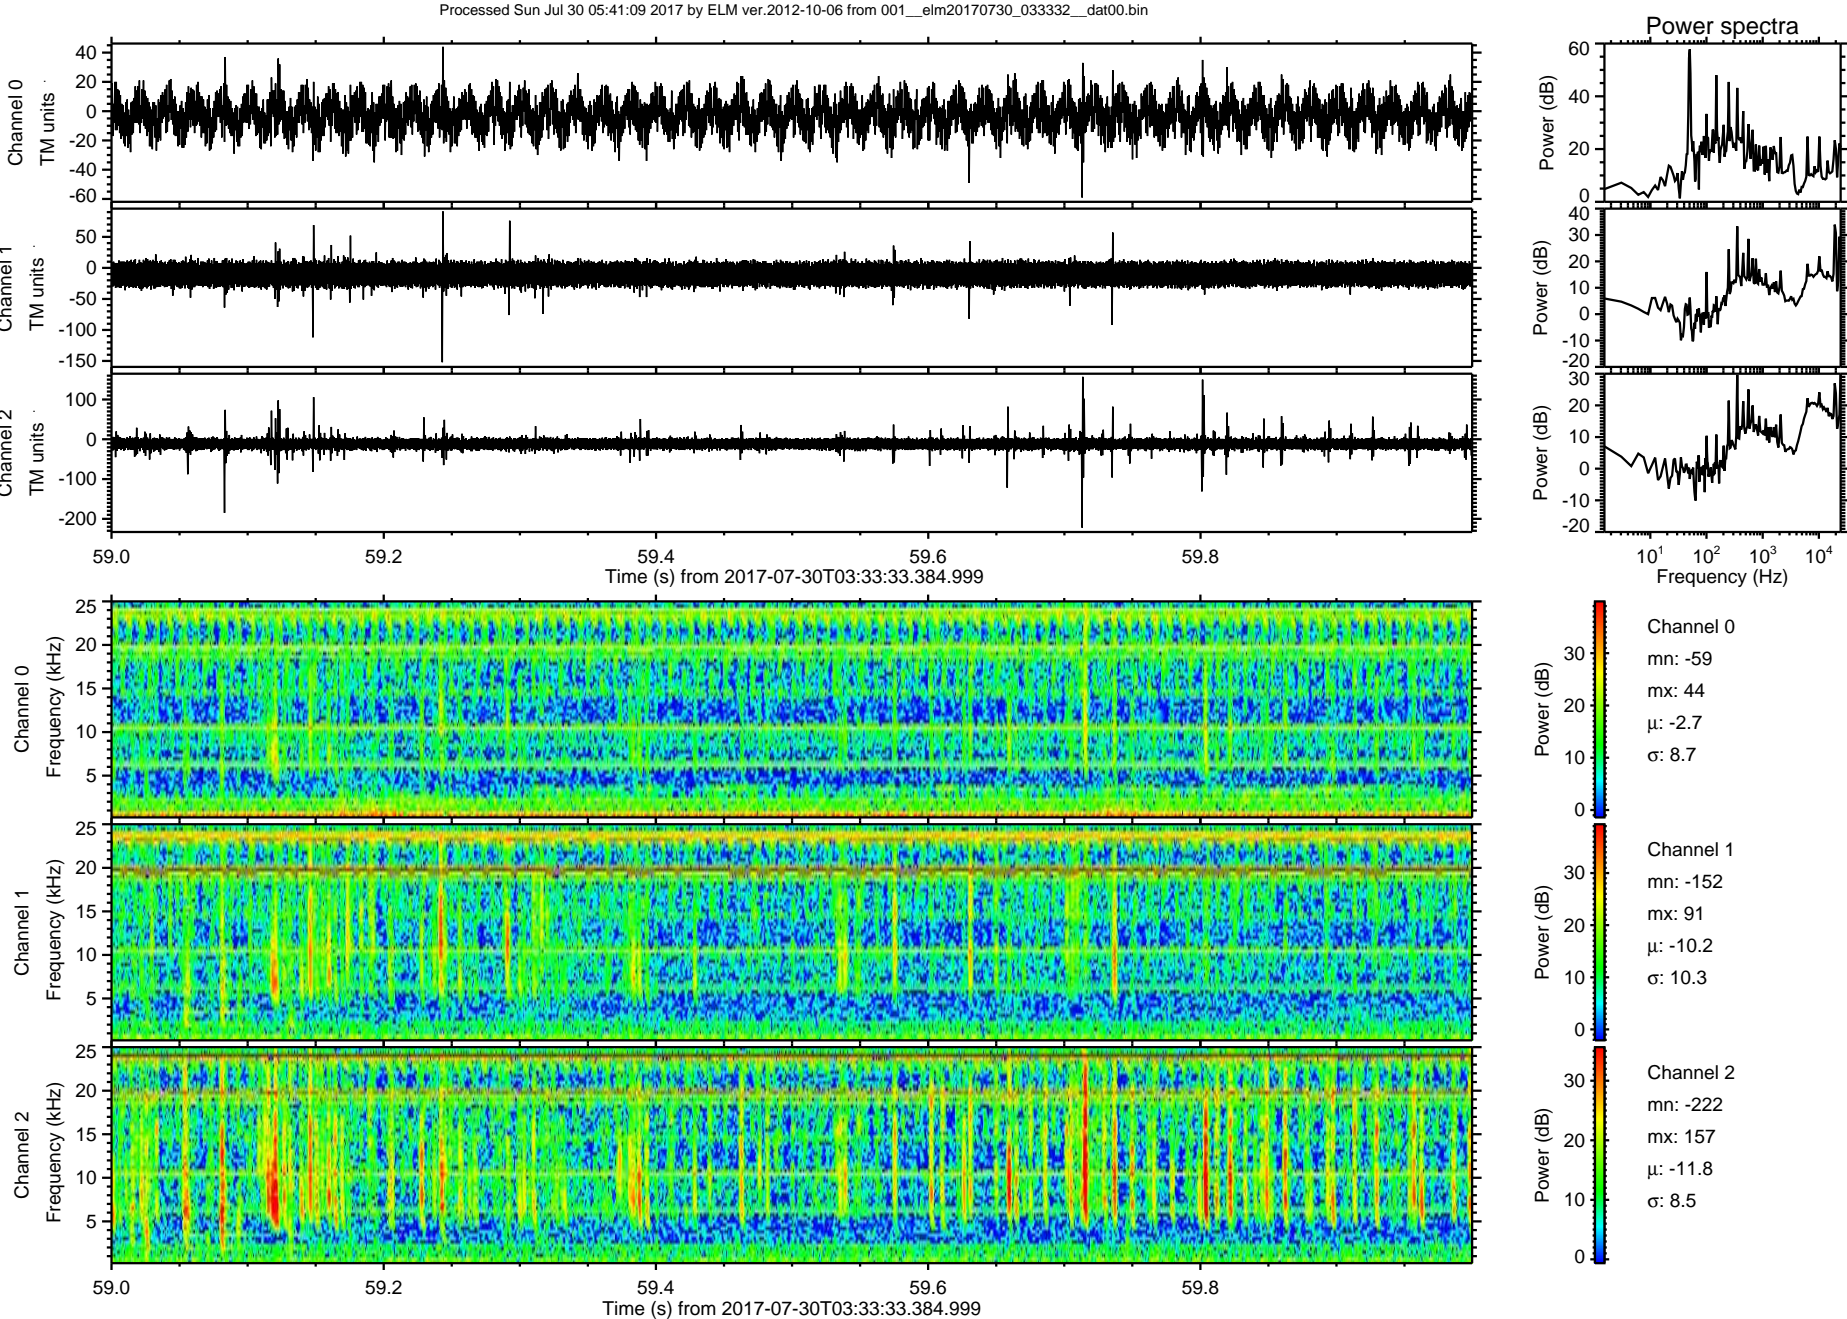 Processed Sun Jul 30 05:41:09 2017 by ELM ver.2012-10-06 from 001__elm20170730_033332__dat00.bin
Power spectra
Channel 0
TM units
40
20
0
-20
-40
-60
Power (dB)
60
40
20
0
Channel 1
TM units
50
0
-50
-100
-150
Power (dB)
40
30
20
10
0
-10
-20
Channel 2
TM units
100
0
-100
-200
Power (dB)
30
20
10
0
-10
-20
59.0 59.2 59.4 59.6 59.8
Time (s) from 2017-07-30T03:33:33.384.999
10¹ 10² 10³ 10⁴
Frequency (Hz)
Channel 0
Frequency (kHz)
25
20
15
10
5
Power (dB)
30
20
10
0
Channel 0
mn: -59
mx: 44
μ: -2.7
σ: 8.7
Channel 1
Frequency (kHz)
25
20
15
10
5
Power (dB)
30
20
10
0
Channel 1
mn: -152
mx: 91
μ: -10.2
σ: 10.3
Channel 2
Frequency (kHz)
25
20
15
10
5
Power (dB)
30
20
10
0
Channel 2
mn: -222
mx: 157
μ: -11.8
σ: 8.5
59.0 59.2 59.4 59.6 59.8
Time (s) from 2017-07-30T03:33:33.384.999